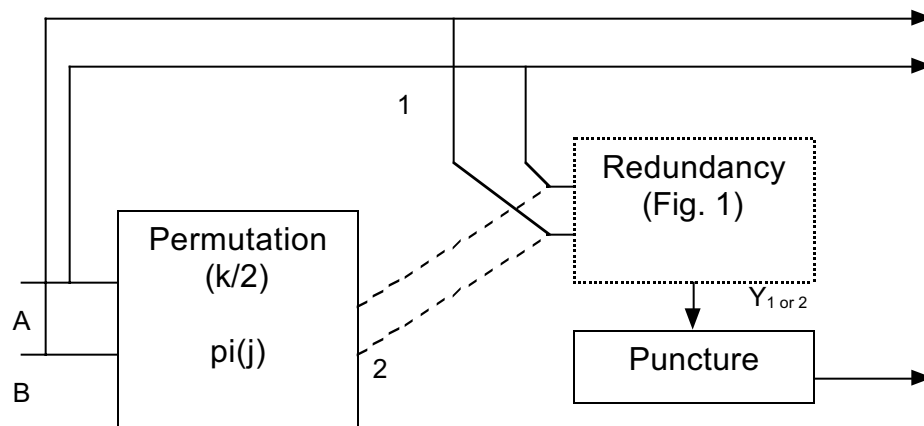 1
Redundancy
(Fig. 1)
Permutation
(k/2)
A
Y1 or 2
pi(j)
2
Puncture
B